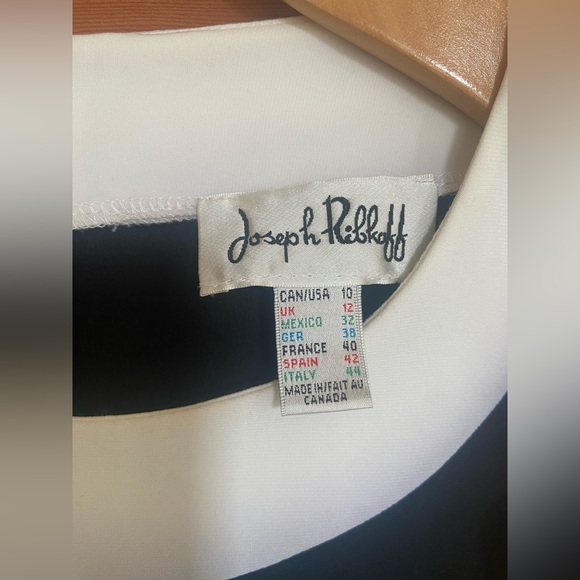 Joseph Ribkoff
CAN/USA 10
UK 12
MEXICO 32
GER 38
FRANCE 40
SPAIN 42
ITALY 44
MADE IN/FAIT AU
CANADA